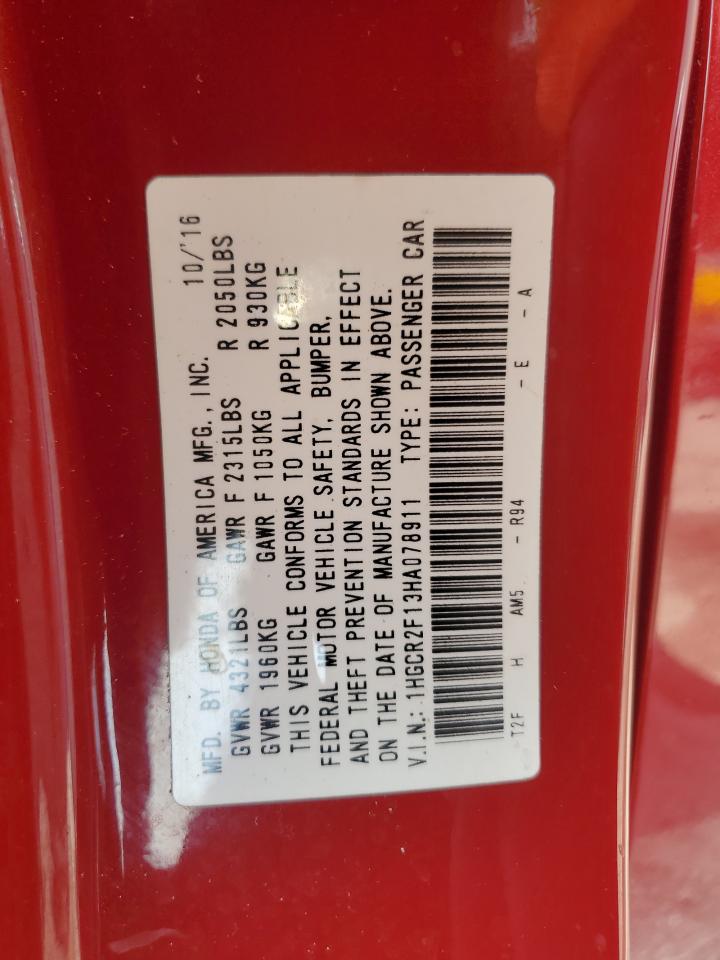 MFD. BY HONDA OF AMERICA MFG., INC. 10/'16
GVWR 4321LBS GAWR F 2315LBS R 2050LBS
GVWR 1960KG GAWR F 1050KG R 930KG
THIS VEHICLE CONFORMS TO ALL APPLICABLE
FEDERAL MOTOR VEHICLE SAFETY, BUMPER,
AND THEFT PREVENTION STANDARDS IN EFFECT
ON THE DATE OF MANUFACTURE SHOWN ABOVE.
V.I.N.: 1HGCR2F13HA078911 TYPE: PASSENGER CAR
T2F H AM5 - R94 - E - A